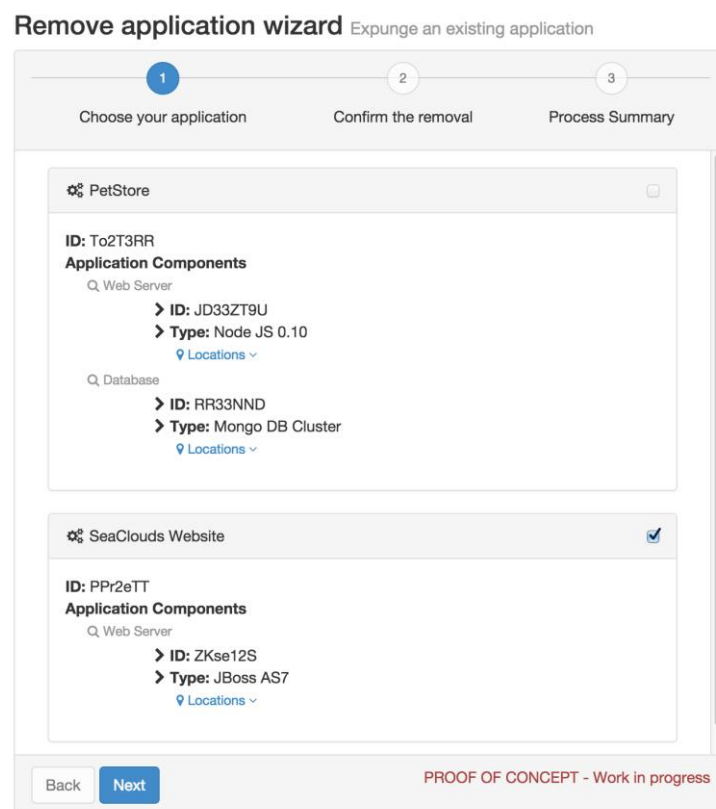 Remove application wizard Expunge an existing application
1 2 3
Choose your application Confirm the removal Process Summary
PetStore
ID: To2T3RR
Application Components
Web Server
ID: JD33ZT9U
Type: Node JS 0.10
Locations
Database
ID: RR33NND
Type: Mongo DB Cluster
Locations
SeaClouds Website
ID: PPr2eTT
Application Components
Web Server
ID: ZKse12S
Type: JBoss AS7
Locations
Back Next PROOF OF CONCEPT - Work in progress